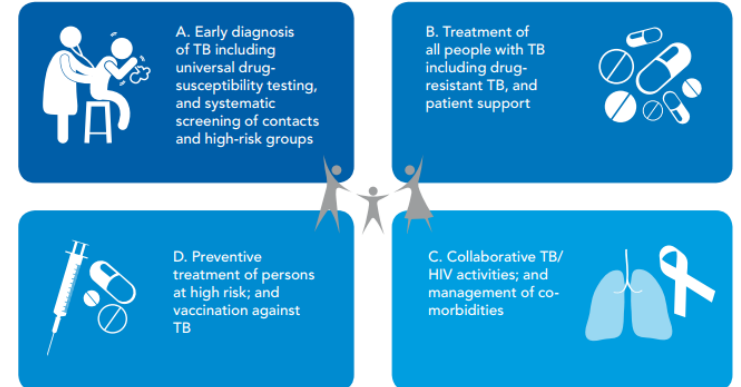 A. Early diagnosis
of TB including
universal drug-
susceptibility testing,
and systematic
screening of contacts
and high-risk groups
B. Treatment of
all people with TB
including drug-
resistant TB, and
patient support
D. Preventive
treatment of persons
at high risk; and
vaccination against
TB
C. Collaborative TB/
HIV activities; and
management of co-
morbidities